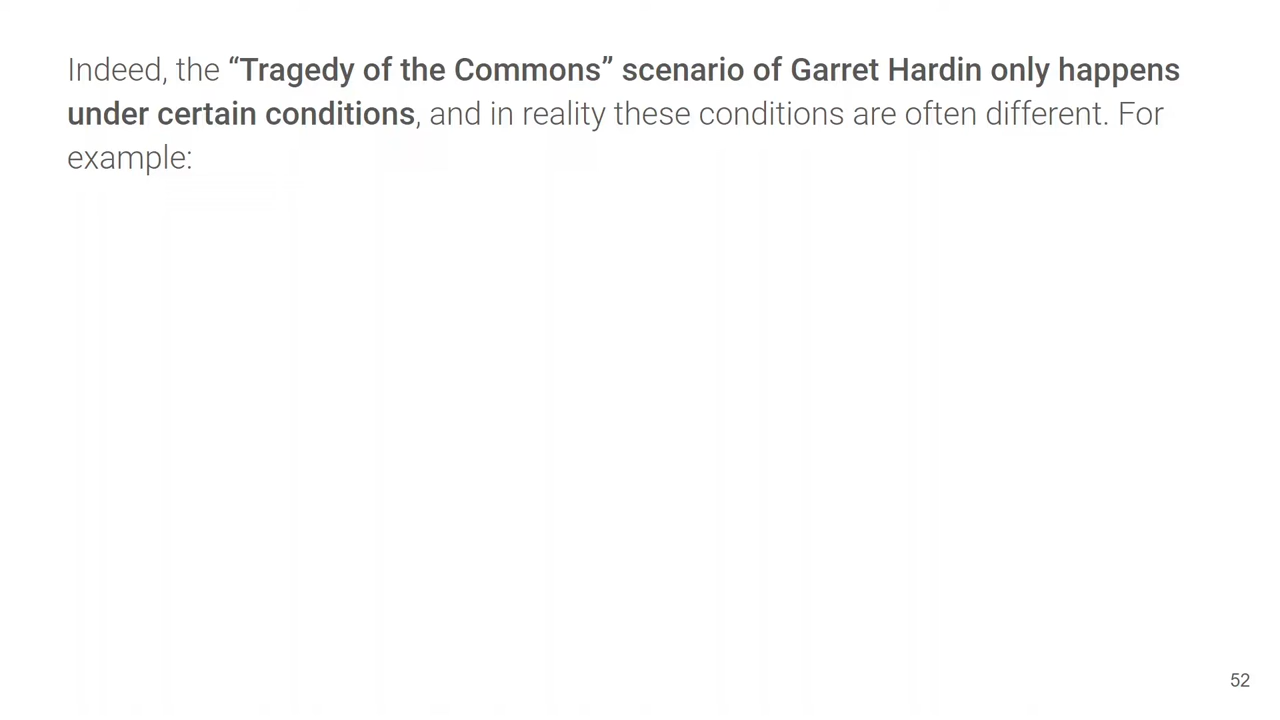 Indeed, the “Tragedy of the Commons” scenario of Garret Hardin only happens
under certain conditions, and in reality these conditions are often different. For
example:
52